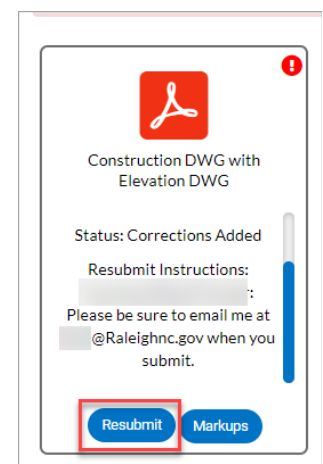 Construction DWG with
Elevation DWG
Status: Corrections Added
Resubmit Instructions:
:
Please be sure to email me at
@Raleighnc.gov when you
submit.
Resubmit Markups